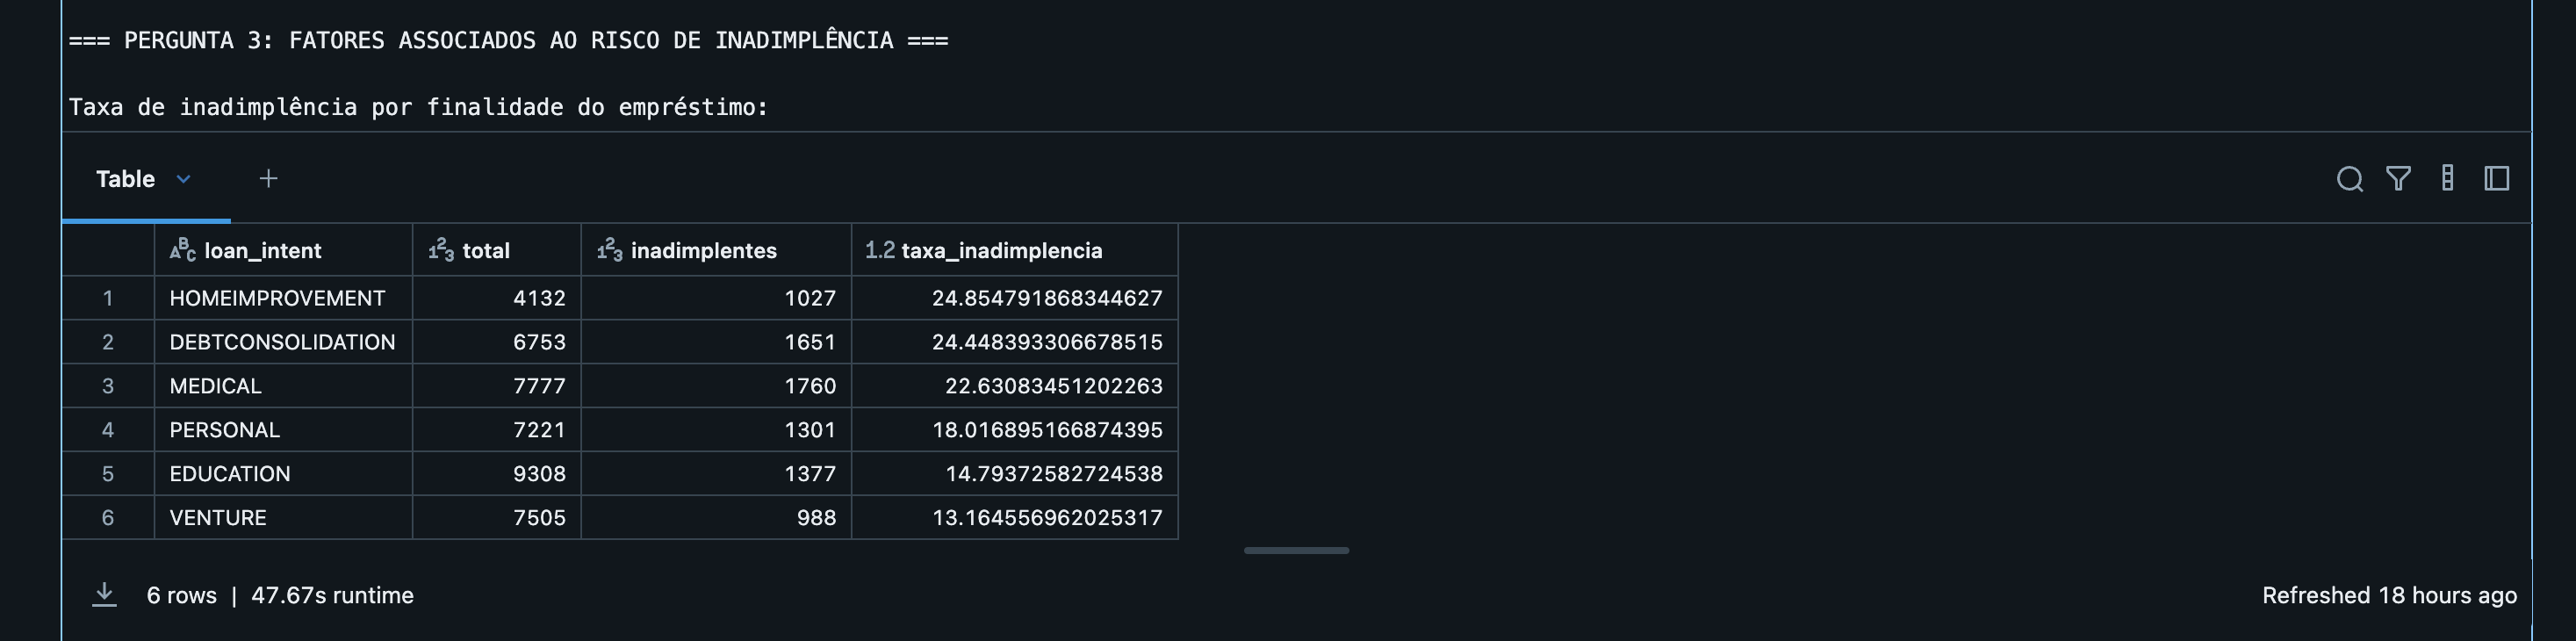 === PERGUNTA 3: FATORES ASSOCIADOS AO RISCO DE INADIMPLÊNCIA ===
Taxa de inadimplência por finalidade do empréstimo:
Table
loan_intent total inadimplentes 1.2 taxa_inadimplencia
1 HOMEIMPROVEMENT 4132 1027 24.854791868344627
2 DEBTCONSOLIDATION 6753 1651 24.448393306678515
3 MEDICAL 7777 1760 22.63083451202263
4 PERSONAL 7221 1301 18.016895166874395
5 EDUCATION 9308 1377 14.79372582724538
6 VENTURE 7505 988 13.164556962025317
6 rows | 47.67s runtime Refreshed 18 hours ago